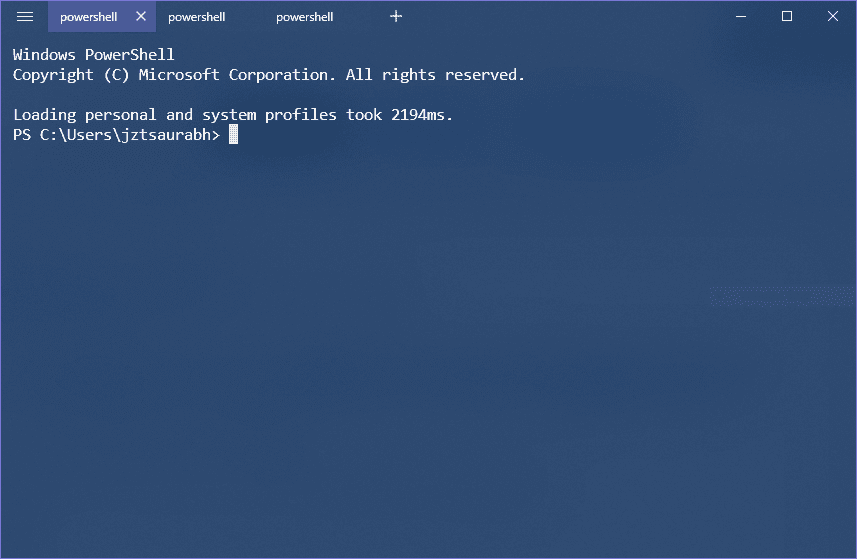 powershell powershell powershell
Windows PowerShell
Copyright (C) Microsoft Corporation. All rights reserved.
Loading personal and system profiles took 2194ms.
PS C:\Users\jztsaurabh>